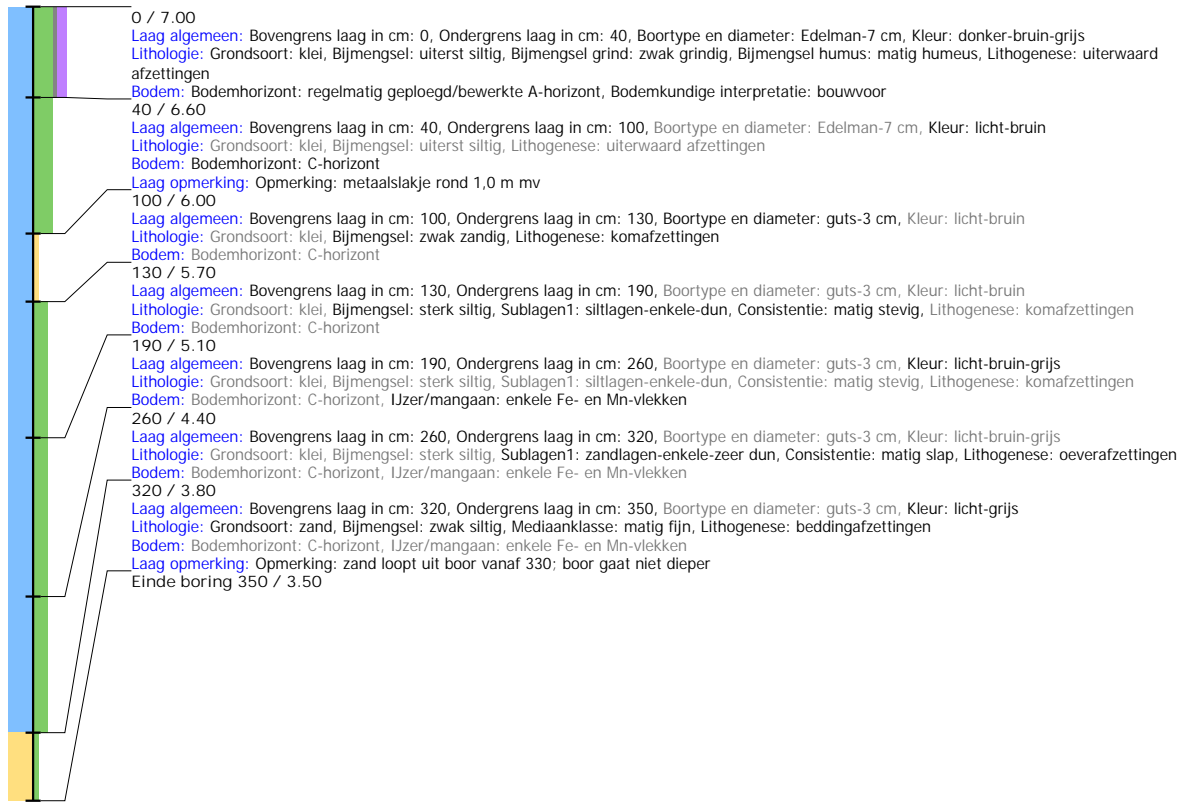 0 / 7.00
Laag algemeen: Bovengrens laag in cm: 0, Ondergrens laag in cm: 40, Boortype en diameter: Edelman-7 cm, Kleur: donker-bruin-grijs
Lithologie: Grondsoort: klei, Bijmengsel: uiterst siltig, Bijmengsel grind: zwak grindig, Bijmengsel humus: matig humeus, Lithogenese: uiterwaard
afzettingen
Bodem: Bodemhorizont: regelmatig geploegd/bewerkte A-horizont, Bodemkundige interpretatie: bouwvoor
40 / 6.60
Laag algemeen: Bovengrens laag in cm: 40, Ondergrens laag in cm: 100, Boortype en diameter: Edelman-7 cm, Kleur: licht-bruin
Lithologie: Grondsoort: klei, Bijmengsel: uiterst siltig, Lithogenese: uiterwaard afzettingen
Bodem: Bodemhorizont: C-horizont
Laag opmerking: Opmerking: metaalslakje rond 1,0 m mv
100 / 6.00
Laag algemeen: Bovengrens laag in cm: 100, Ondergrens laag in cm: 130, Boortype en diameter: guts-3 cm, Kleur: licht-bruin
Lithologie: Grondsoort: klei, Bijmengsel: zwak zandig, Lithogenese: komafzettingen
Bodem: Bodemhorizont: C-horizont
130 / 5.70
Laag algemeen: Bovengrens laag in cm: 130, Ondergrens laag in cm: 190, Boortype en diameter: guts-3 cm, Kleur: licht-bruin
Lithologie: Grondsoort: klei, Bijmengsel: sterk siltig, Sublagen1: siltlagen-enkele-dun, Consistentie: matig stevig, Lithogenese: komafzettingen
Bodem: Bodemhorizont: C-horizont
190 / 5.10
Laag algemeen: Bovengrens laag in cm: 190, Ondergrens laag in cm: 260, Boortype en diameter: guts-3 cm, Kleur: licht-bruin-grijs
Lithologie: Grondsoort: klei, Bijmengsel: sterk siltig, Sublagen1: siltlagen-enkele-dun, Consistentie: matig stevig, Lithogenese: komafzettingen
Bodem: Bodemhorizont: C-horizont, IJzer/mangaan: enkele Fe- en Mn-vlekken
260 / 4.40
Laag algemeen: Bovengrens laag in cm: 260, Ondergrens laag in cm: 320, Boortype en diameter: guts-3 cm, Kleur: licht-bruin-grijs
Lithologie: Grondsoort: klei, Bijmengsel: sterk siltig, Sublagen1: zandlagen-enkele-zeer dun, Consistentie: matig slap, Lithogenese: oeverafzettingen
Bodem: Bodemhorizont: C-horizont, IJzer/mangaan: enkele Fe- en Mn-vlekken
320 / 3.80
Laag algemeen: Bovengrens laag in cm: 320, Ondergrens laag in cm: 350, Boortype en diameter: guts-3 cm, Kleur: licht-grijs
Lithologie: Grondsoort: zand, Bijmengsel: zwak siltig, Mediaanklasse: matig fijn, Lithogenese: beddingafzettingen
Bodem: Bodemhorizont: C-horizont, IJzer/mangaan: enkele Fe- en Mn-vlekken
Laag opmerking: Opmerking: zand loopt uit boor vanaf 330; boor gaat niet dieper
Einde boring 350 / 3.50